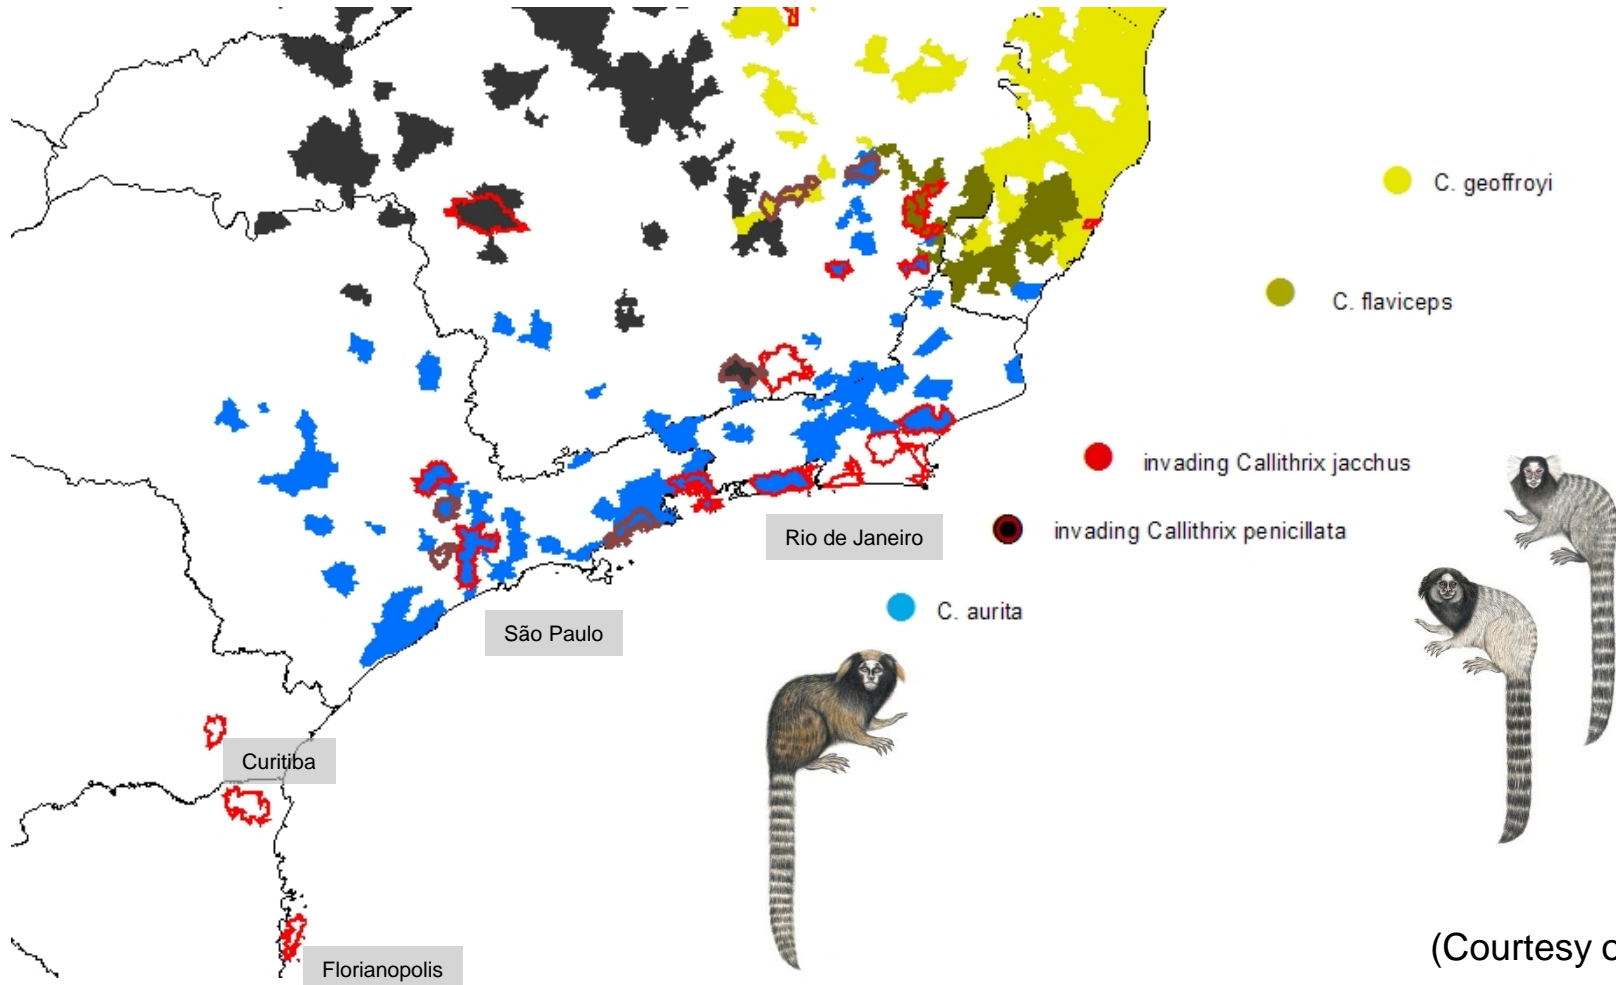 C. geoffroyi
C. flaviceps
invading Callithrix jacchus
invading Callithrix penicillata
Rio de Janeiro
C. aurita
São Paulo
Curitiba
Florianopolis
(Courtesy